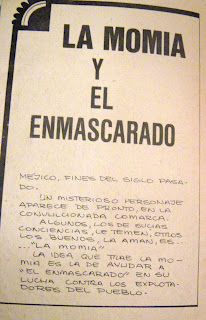 LA MOMIA
Y
EL
ENMASCARADO
MEJICO, FINES DEL SIGLO PASA-
DO.
UN MISTERIOSO PERSONAJE
APARECE DE PRONTO, EN LA
CONVULCIONADA COMARCA.
ALGUNOS, LOS DE SUCIAS
CONCIENCIAS, LE TEMEN, OTROS
LOS BUENOS, LA AMAN, ES...
..."LA MOMIA"
LA IDEA QUE TRAE LA MO-
MIA ES LA DE AYUDAR A
"EL ENMASCARADO" EN SU
LUCHA CONTRA LOS EXPLOTA-
DORES DEL PUEBLO.